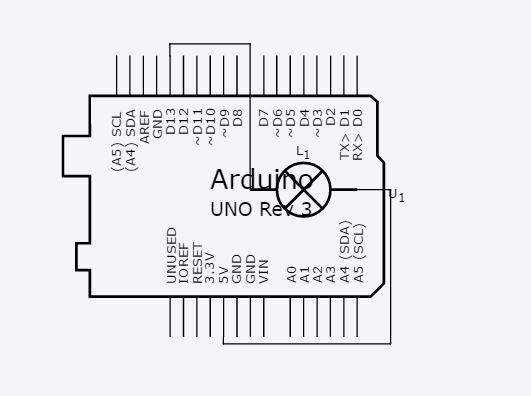 (A5) SCL
(A4) SDA
AREF
GND
D13
D12
~D11
~D10
~D9
D8
D7
~D6
~D5
D4
~D3
D2
TX> D1
RX> D0
L1
Arduino
UNO Rev 3
U1
UNUSED
IOREF
RESET
3.3V
5V
GND
GND
VIN
A0
A1
A2
A3
A4 (SDA)
A5 (SCL)